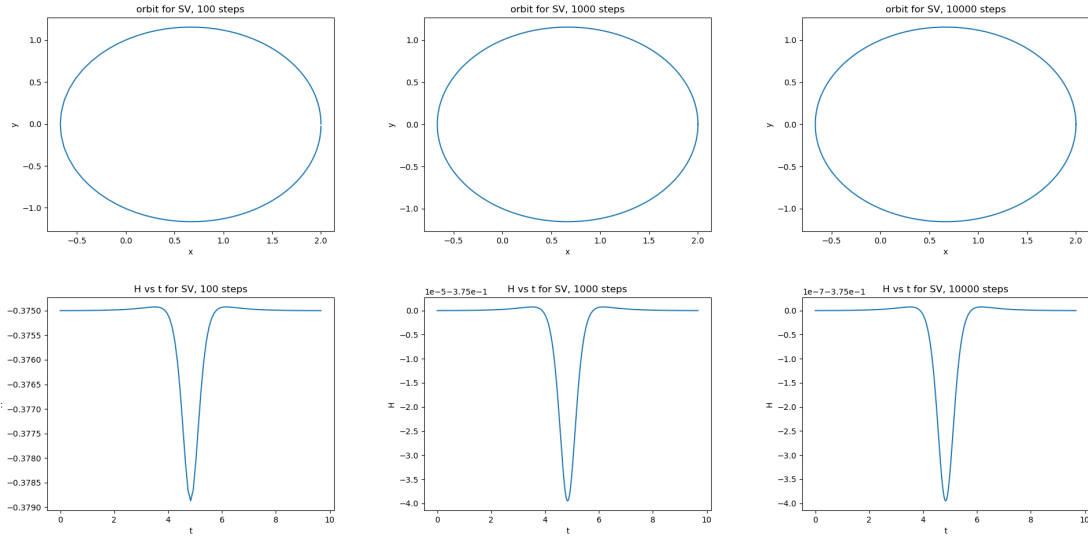 orbit for SV, 100 steps
1.0
0.5
0.0
−0.5
−1.0
y
−0.5 0.0 0.5 1.0 1.5 2.0
x
orbit for SV, 1000 steps
1.0
0.5
0.0
−0.5
−1.0
y
−0.5 0.0 0.5 1.0 1.5 2.0
x
orbit for SV, 10000 steps
1.0
0.5
0.0
−0.5
−1.0
y
−0.5 0.0 0.5 1.0 1.5 2.0
x
H vs t for SV, 100 steps
−0.3750
−0.3755
−0.3760
−0.3765
−0.3770
−0.3775
−0.3780
−0.3785
−0.3790
0 2 4 6 8 10
t
1e−5−3.75e−1 H vs t for SV, 1000 steps
0.0
−0.5
−1.0
−1.5
−2.0
−2.5
−3.0
−3.5
−4.0
H
0 2 4 6 8 10
t
1e−7−3.75e−1 H vs t for SV, 10000 steps
0.0
−0.5
−1.0
−1.5
−2.0
−2.5
−3.0
−3.5
−4.0
H
0 2 4 6 8 10
t